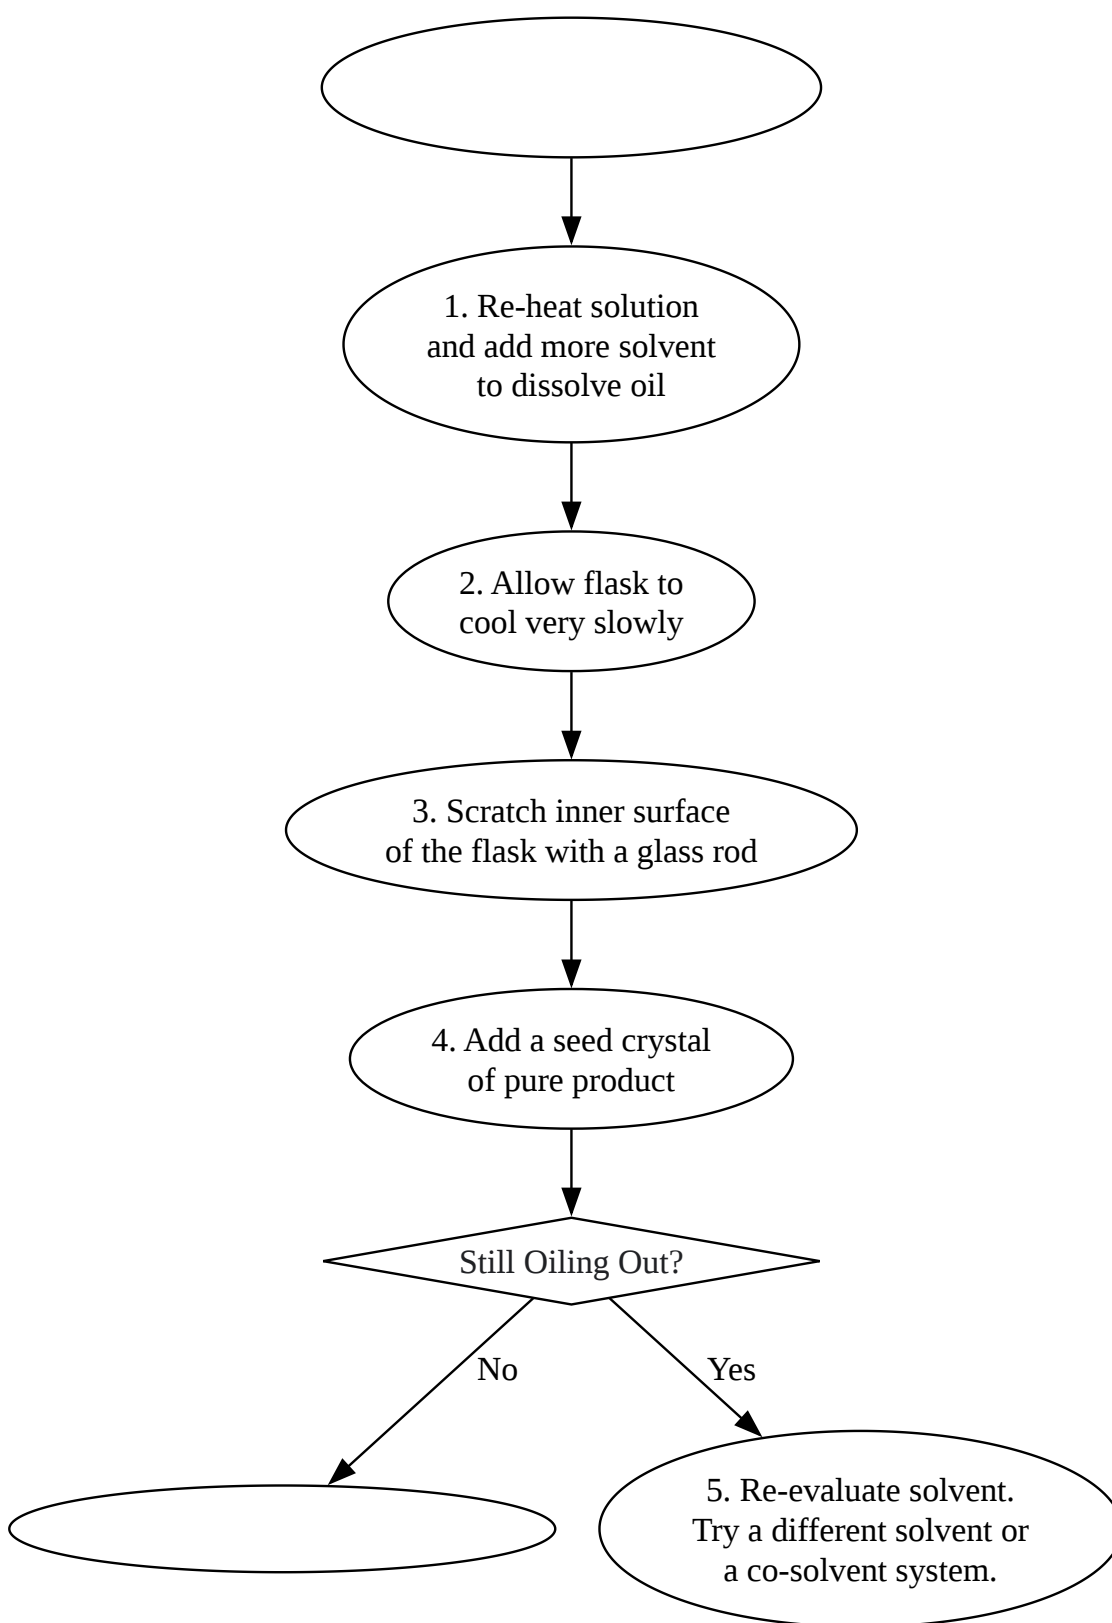 1. Re-heat solution
and add more solvent
to dissolve oil
2. Allow flask to
cool very slowly
3. Scratch inner surface
of the flask with a glass rod
4. Add a seed crystal
of pure product
Still Oiling Out?
No
Yes
5. Re-evaluate solvent.
Try a different solvent or
a co-solvent system.